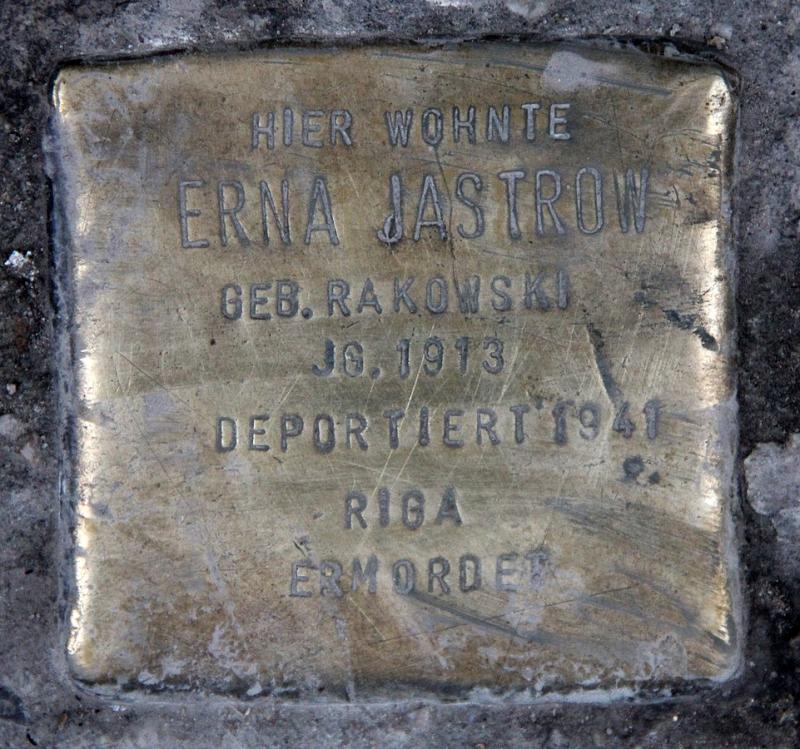 HIER WOHNTE
ERNA JASTROW
GEB. RAKOWSKI
JG. 1913
DEPORTIERT 1941
RIGA
ERMORDET